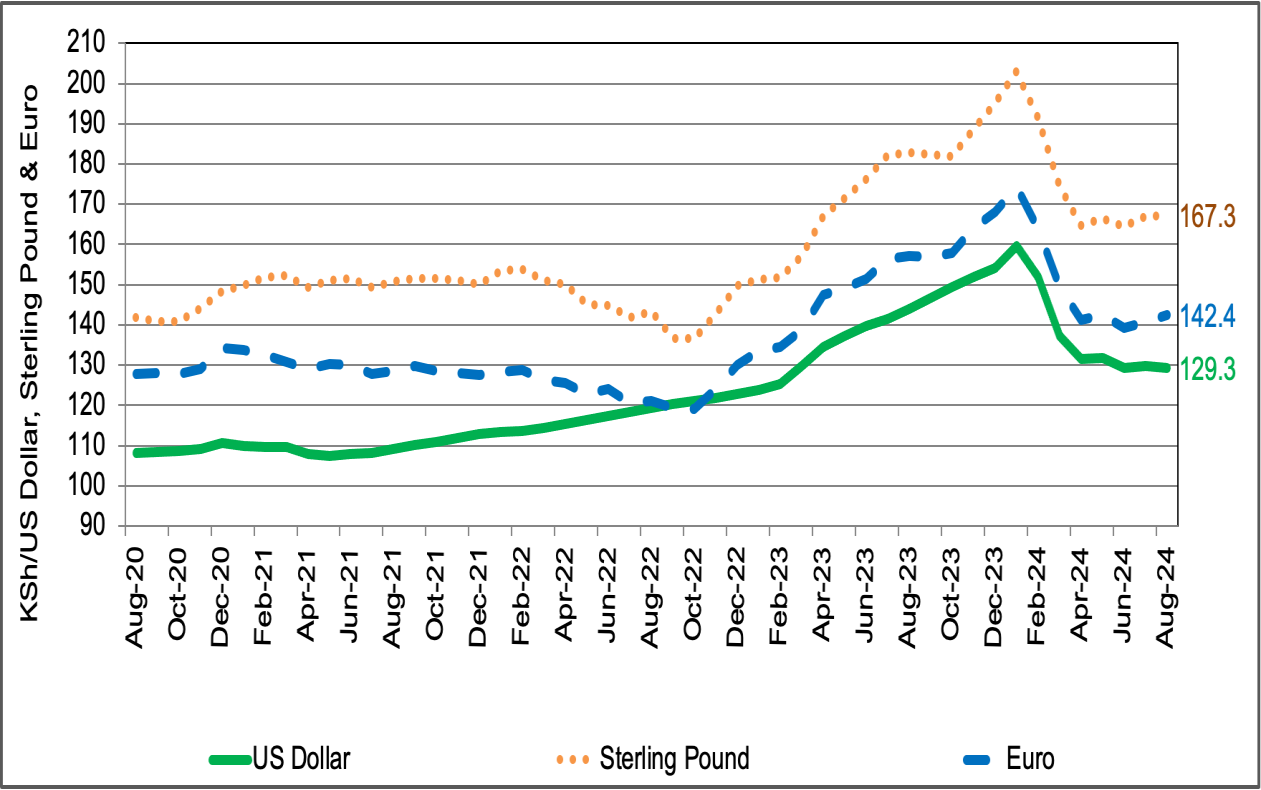 KSh/US Dollar, Sterling Pound & Euro
210
200
190
180
170
160
150
140
130
120
110
100
90
167.3
142.4
129.3
Aug-20
Oct-20
Dec-20
Feb-21
Apr-21
Jun-21
Aug-21
Oct-21
Dec-21
Feb-22
Apr-22
Jun-22
Aug-22
Oct-22
Dec-22
Feb-23
Apr-23
Jun-23
Aug-23
Oct-23
Dec-23
Feb-24
Apr-24
Jun-24
Aug-24
US Dollar
Sterling Pound
Euro